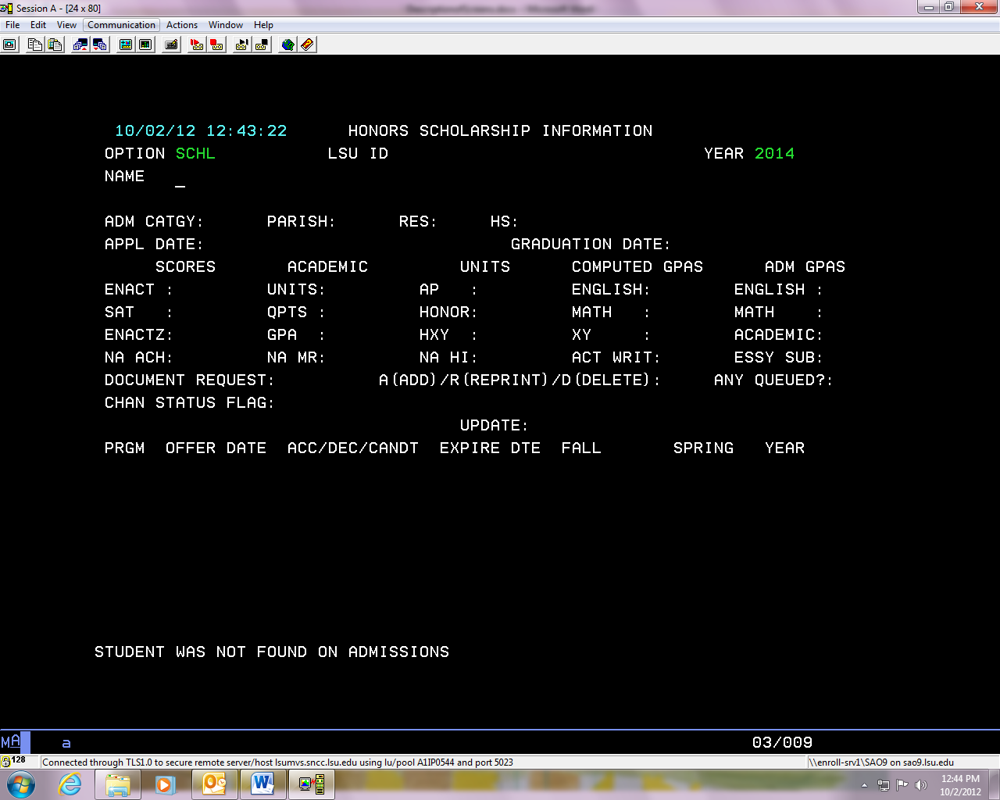 Session A - [24 x 80]
File Edit View Communication Actions Window Help
10/02/12 12:43:22 HONORS SCHOLARSHIP INFORMATION
OPTION SCHL LSU ID YEAR 2014
NAME _
ADM CATGY: PARISH: RES: HS:
APPL DATE: GRADUATION DATE:
SCORES ACADEMIC UNITS COMPUTED GPAS ADM GPAS
ENACT : UNITS: AP : ENGLISH: ENGLISH :
SAT : QPTS : HONOR: MATH : MATH :
ENACTZ: GPA : HXY : XY : ACADEMIC:
NA ACH: NA MR: NA HI: ACT WRIT: ESSY SUB:
DOCUMENT REQUEST: A(ADD)/R(REPRINT)/D(DELETE): ANY QUEUED?:
CHAN STATUS FLAG:
UPDATE:
PRGM OFFER DATE ACC/DEC/CANDT EXPIRE DTE FALL SPRING YEAR
STUDENT WAS NOT FOUND ON ADMISSIONS
MA a 03/009
128 Connected through TLS1.0 to secure remote server/host lsumvs.sncc.lsu.edu using lu/pool A1IP0544 and port 5023 \\enroll-srv1\SAO9 on sao9.lsu.edu
12:44 PM
10/2/2012